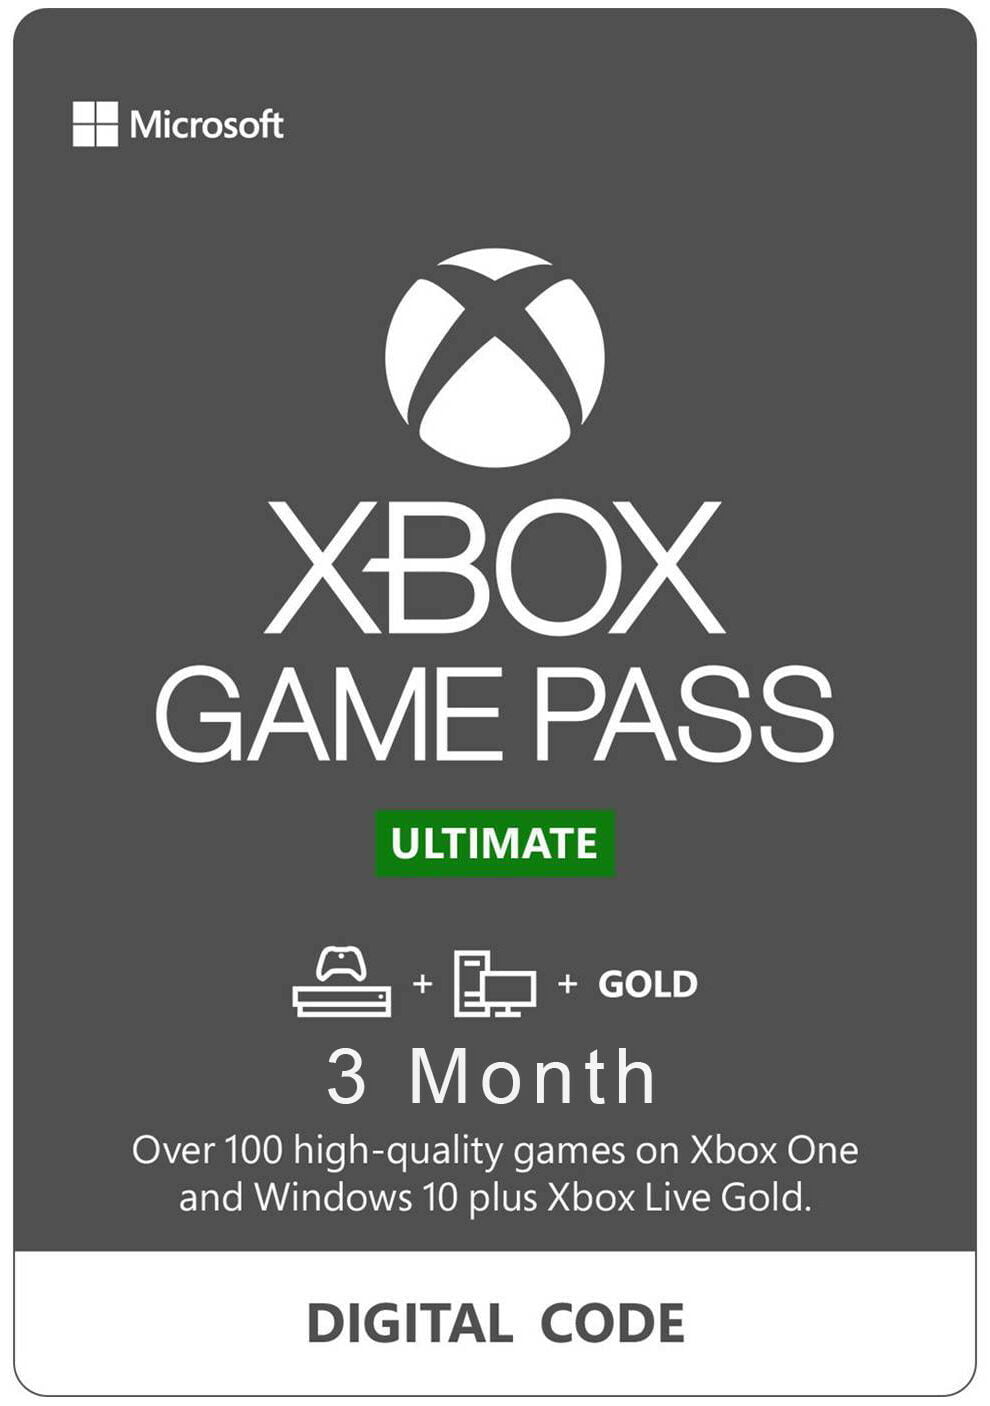 Microsoft
XBOX
GAME PASS
ULTIMATE
+ + GOLD
3 Month
Over 100 high-quality games on Xbox One
and Windows 10 plus Xbox Live Gold.
DIGITAL CODE